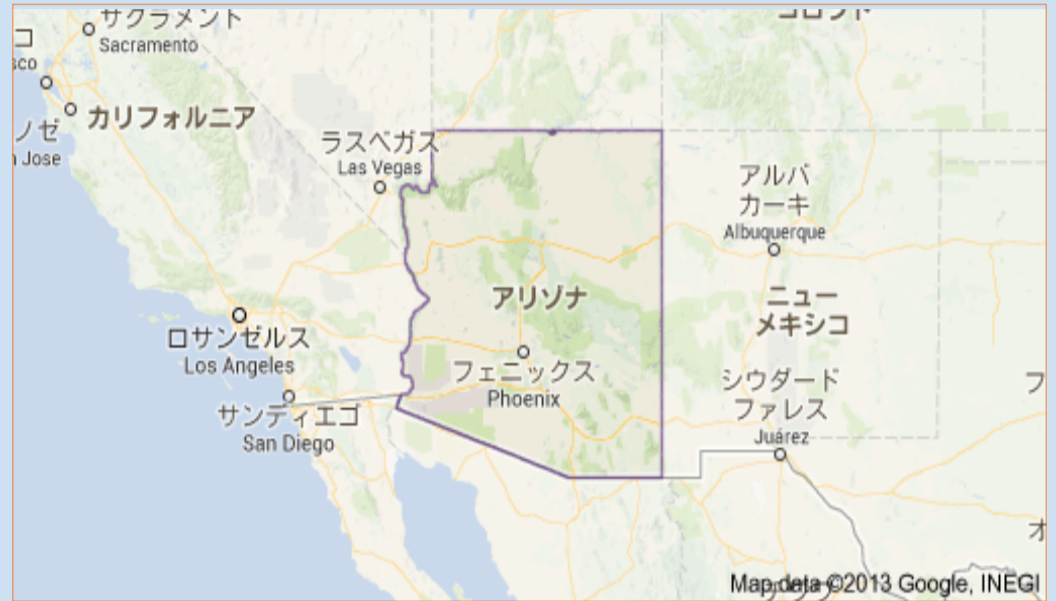 サクラメント
Sacramento
コ
sco
カリフォルニア
ノゼ
n Jose
ラスベガス
Las Vegas
アルバ
カーキ
Albuquerque
アリゾナ
ニュー
メキシコ
ロサンゼルス
Los Angeles
フェニックス
Phoenix
シウダード
ファレス
Juárez
サンディエゴ
San Diego
フ
オ
Map data ©2013 Google, INEGI